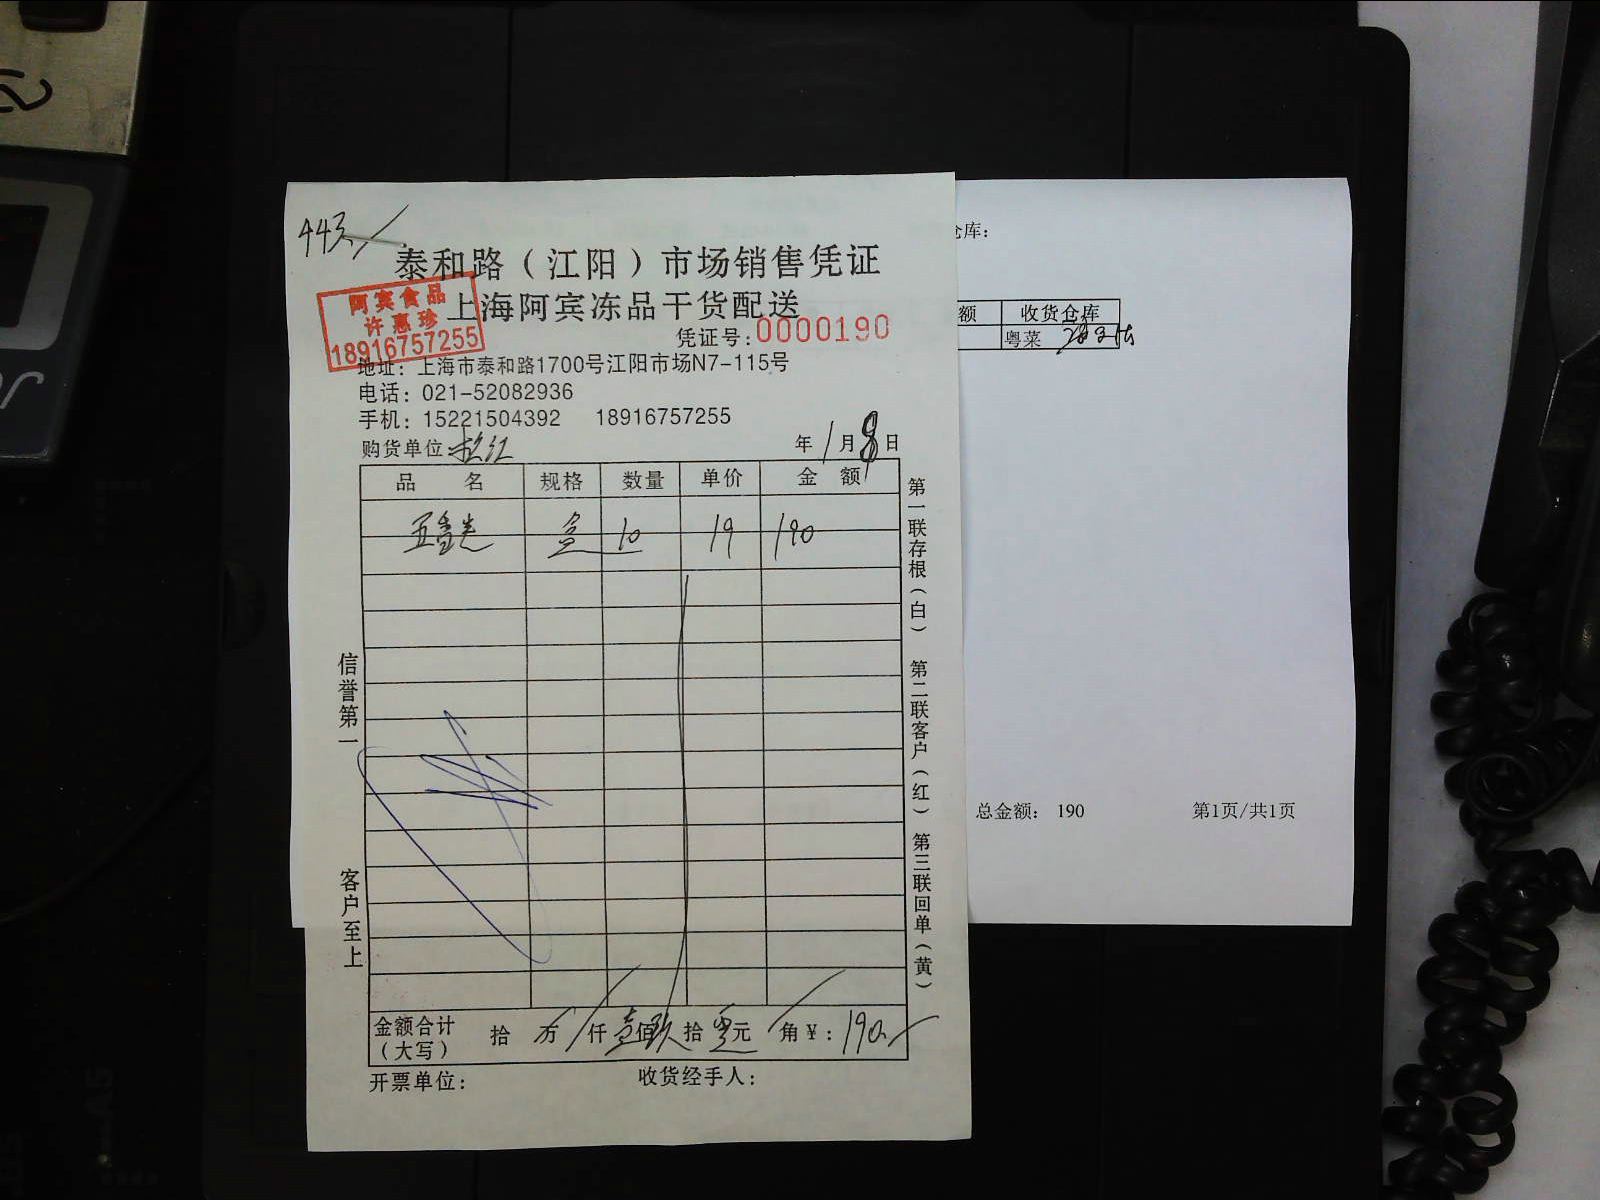 泰和路（江阳）市场销售凭证
上海阿宾冻品干货配送
阿宾食品
许惠珍
18916757255
凭证号:0000190
地址：上海市泰和路1700号江阳市场N7-115号
电话：021-52082936
手机：15221504392 18916757255
购货单位
年1月8日
品名 规格 数量 单价 金额
五香 盒 10 19 190
金额合计（大写） 拾 万 仟壹佰玖拾零元 角￥：190
开票单位： 收货经手人：
信誉第一
客户至上
第一联存根（白） 第二联客户（红） 第三联回单（黄）
仓库：
额 收货仓库
粤菜
总金额： 190 第1页/共1页